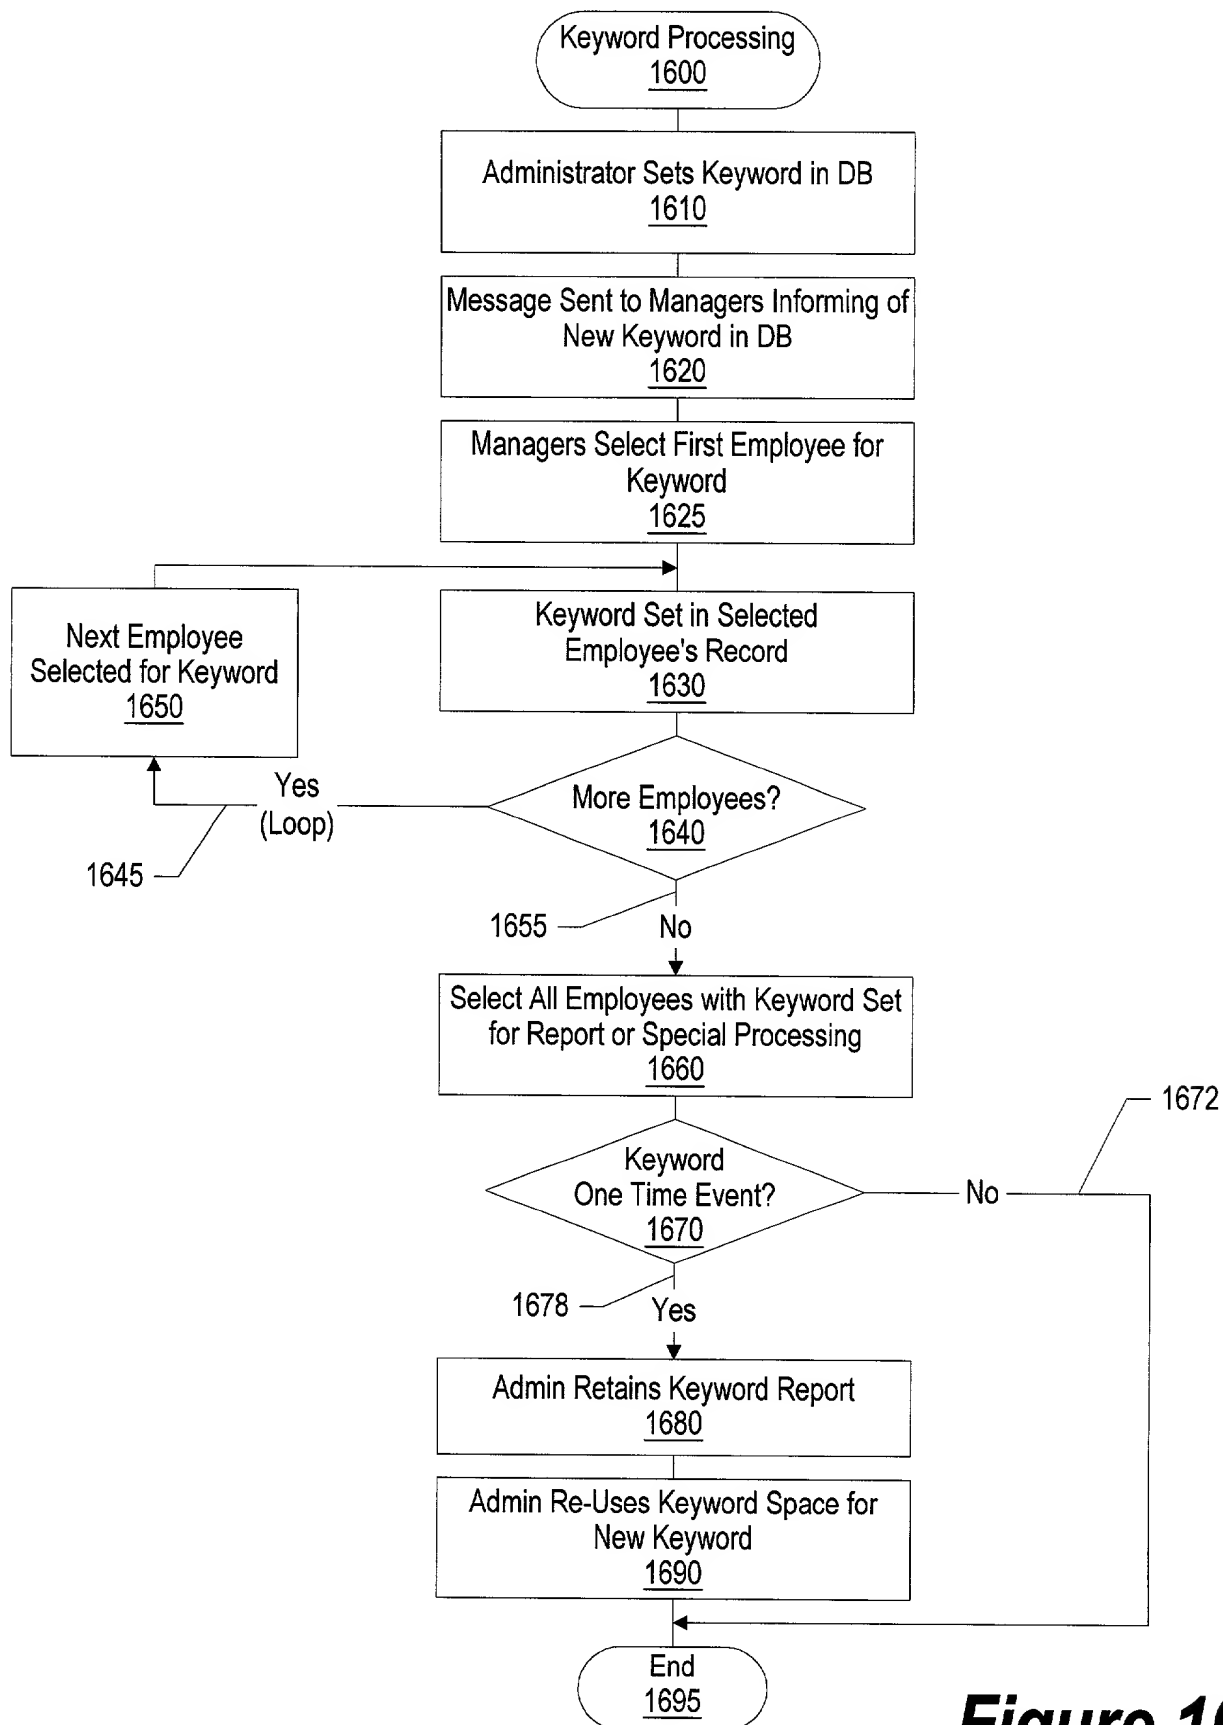 Keyword Processing
1600
Administrator Sets Keyword in DB
1610
Message Sent to Managers Informing of
New Keyword in DB
1620
Managers Select First Employee for
Keyword
1625
Next Employee
Selected for Keyword
1650
Keyword Set in Selected
Employee's Record
1630
Yes
(Loop)
1645
More Employees?
1640
1655
No
Select All Employees with Keyword Set
for Report or Special Processing
1660
1672
Keyword
One Time Event?
1670
No
1678
Yes
Admin Retains Keyword Report
1680
Admin Re-Uses Keyword Space for
New Keyword
1690
End
1695
Figure